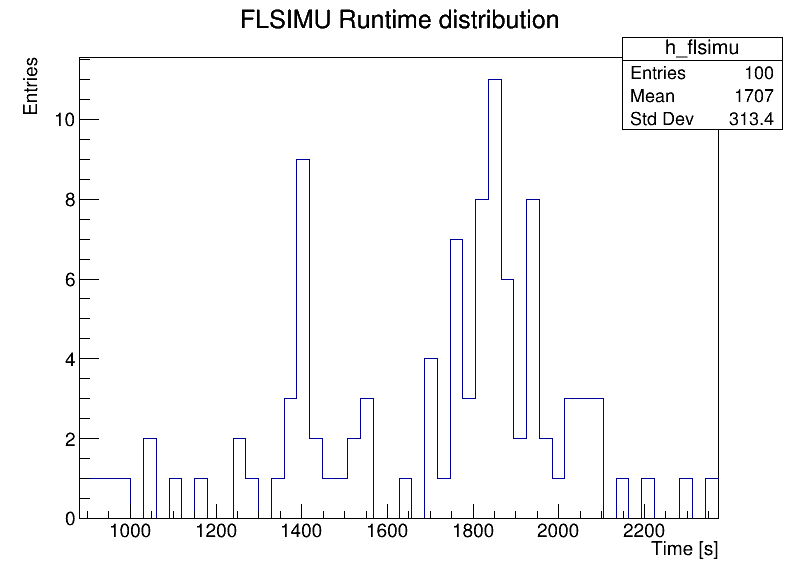 FLSIMU Runtime distribution
h_flsimu
Entries 100
Mean 1707
Std Dev 313.4
Entries
10
8
6
4
2
0
1000 1200 1400 1600 1800 2000 2200
Time [s]